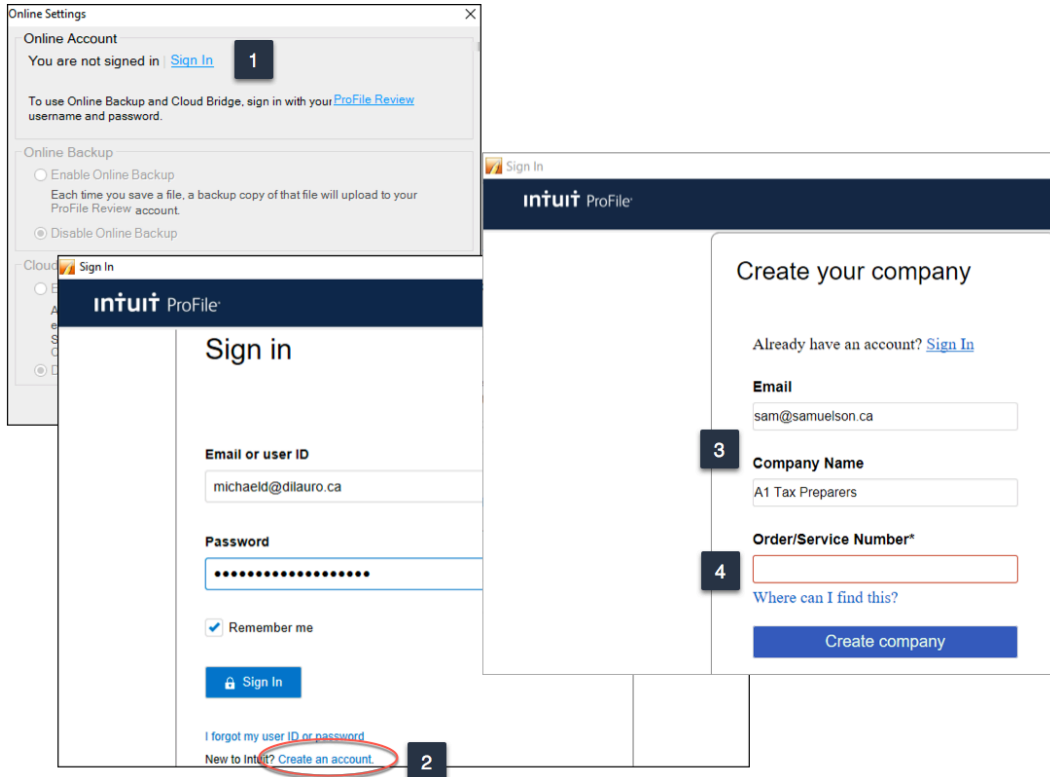 Online Settings
Online Account
You are not signed in | Sign In
1
To use Online Backup and Cloud Bridge, sign in with your ProFile Review
username and password.
Online Backup
Enable Online Backup
Each time you save a file, a backup copy of that file will upload to your
ProFile Review account.
Disable Online Backup
Cloud
E
A
e
S
C
D
Sign In
intuit ProFile
Sign in
Email or user ID
michaeld@dilauro.ca
Password
Remember me
Sign In
I forgot my user ID or password
New to Intuit? Create an account.
2
Sign In
intuit ProFile
Create your company
Already have an account? Sign In
Email
sam@samuelson.ca
3
Company Name
A1 Tax Preparers
Order/Service Number*
4
Where can I find this?
Create company